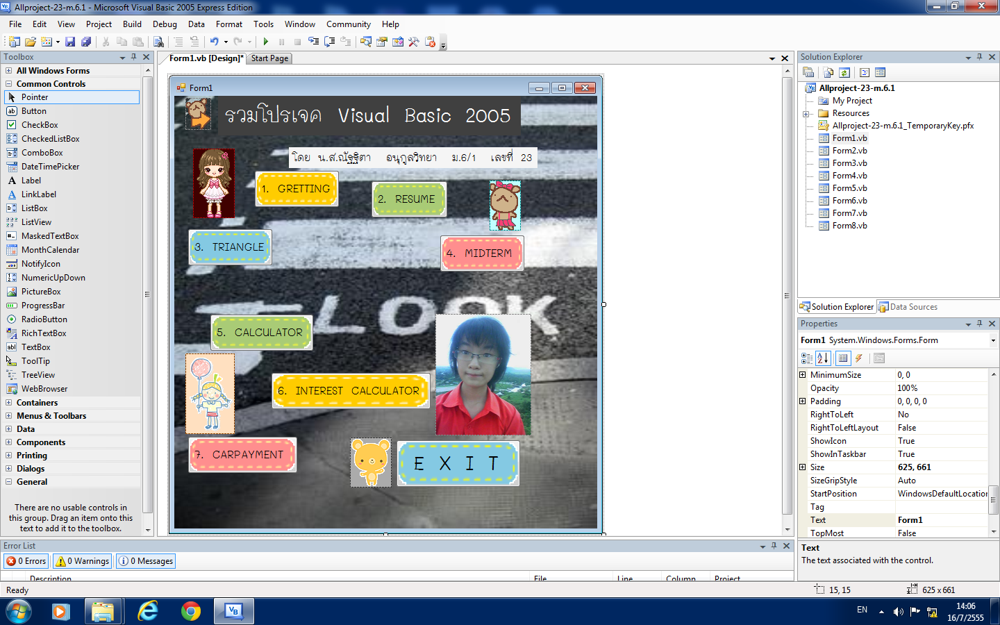 Allproject-23-m.6.1 - Microsoft Visual Basic 2005 Express Edition
File Edit View Project Build Debug Data Format Tools Window Community Help
Toolbox
All Windows Forms
Common Controls
Pointer
Button
CheckBox
CheckedListBox
ComboBox
DateTimePicker
Label
LinkLabel
ListBox
ListView
MaskedTextBox
MonthCalendar
NotifyIcon
NumericUpDown
PictureBox
ProgressBar
RadioButton
RichTextBox
TextBox
ToolTip
TreeView
WebBrowser
Containers
Menus & Toolbars
Data
Components
Printing
Dialogs
General
There are no usable controls in
this group. Drag an item onto this
text to add it to the toolbox.
Form1.vb [Design]* Start Page
Form1
รวมโปรเจค Visual Basic 2005
โดย น.ส.ณัฐฐิตา อนุกูลวิทยา ม.6/1 เลขที่ 23
1. GRETTING
2. RESUME
3. TRIANGLE
4. MIDTERM
LOOK
5. CALCULATOR
6. INTEREST CALCULATOR
7. CARPAYMENT
E X I T
Solution Explorer
Allproject-23-m.6.1
My Project
Resources
Allproject-23-m.6.1_TemporaryKey.pfx
Form1.vb
Form2.vb
Form3.vb
Form4.vb
Form5.vb
Form6.vb
Form7.vb
Form8.vb
Solution Explorer Data Sources
Properties
Form1 System.Windows.Forms.Form
MinimumSize 0, 0
Opacity 100%
Padding 0, 0, 0, 0
RightToLeft No
RightToLeftLayout False
ShowIcon True
ShowInTaskbar True
Size 625, 661
SizeGripStyle Auto
StartPosition WindowsDefaultLocation
Tag
Text Form1
TopMost False
Text
The text associated with the control.
Error List
0 Errors 0 Warnings 0 Messages
Description File Line Column Project
Ready 15, 15 625 x 661
EN 14:06
16/7/2555